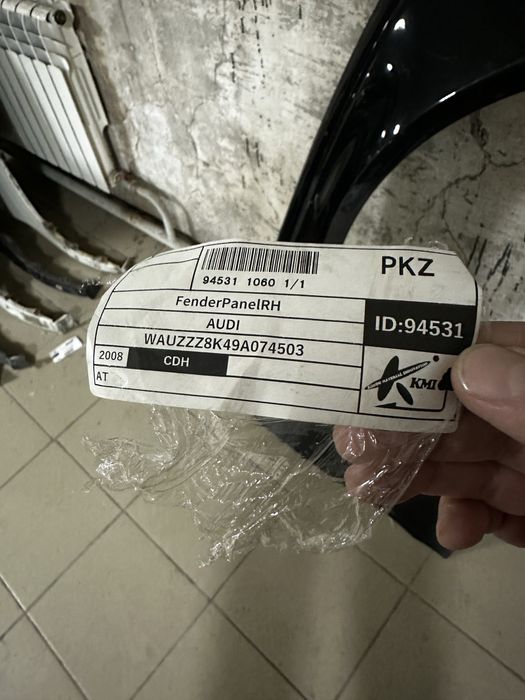 94531 1060 1/1
PKZ
FenderPanelRH
AUDI
ID:94531
WAUZZZ8K49A074503
2008 CDH
AT
KMI